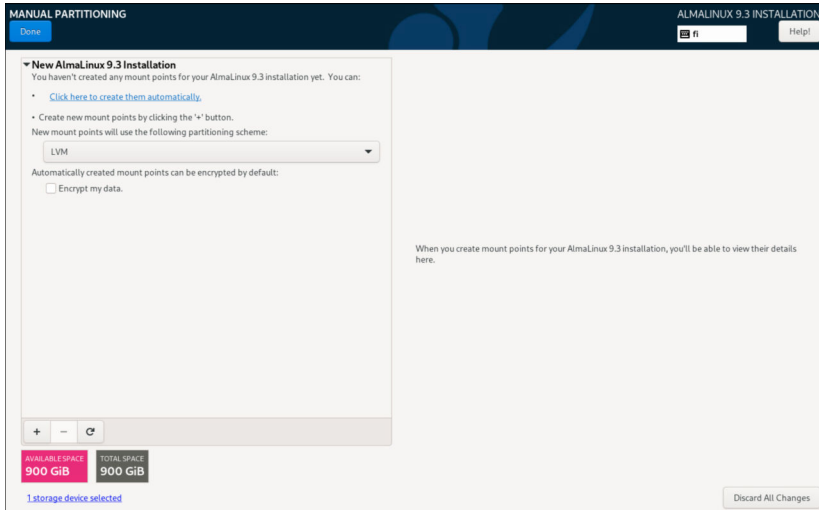 MANUAL PARTITIONING
ALMALINUX 9.3 INSTALLATION
Done
fi
Help!
New AlmaLinux 9.3 Installation
You haven't created any mount points for your AlmaLinux 9.3 installation yet. You can:
• Click here to create them automatically.
• Create new mount points by clicking the '+' button.
New mount points will use the following partitioning scheme:
LVM
Automatically created mount points can be encrypted by default:
Encrypt my data.
When you create mount points for your AlmaLinux 9.3 installation, you'll be able to view their details
here.
+ −
AVAILABLE SPACE
900 GiB
TOTAL SPACE
900 GiB
1 storage device selected
Discard All Changes